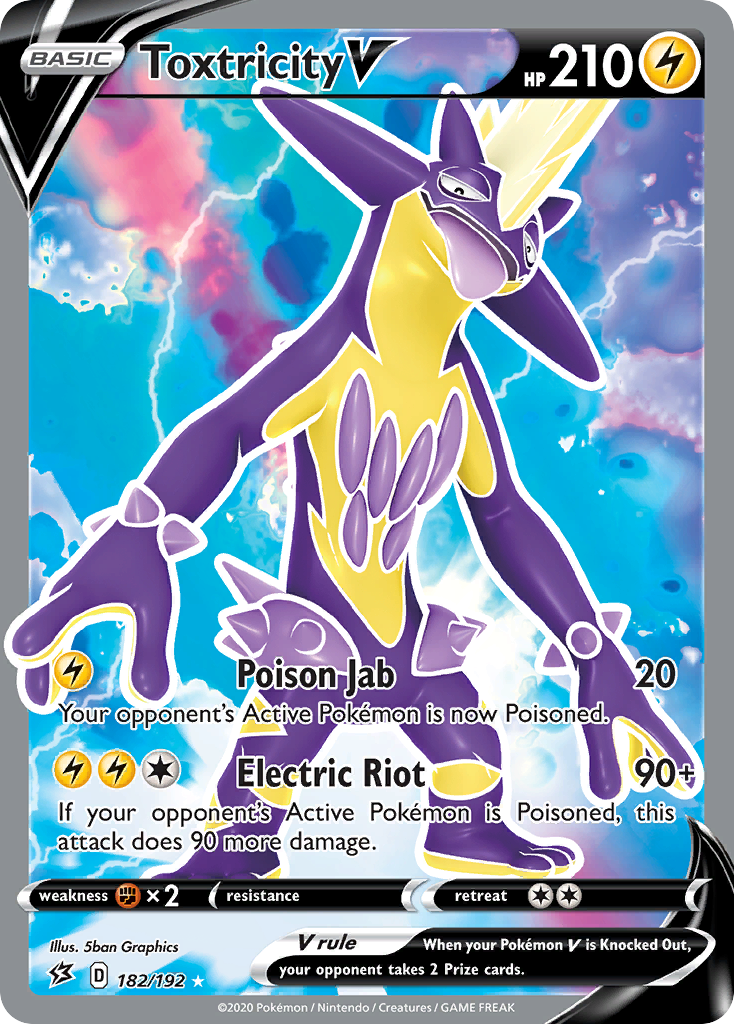 BASIC Toxtricity V HP 210
Poison Jab 20
Your opponent's Active Pokémon is now Poisoned.
Electric Riot 90+
If your opponent's Active Pokémon is Poisoned, this
attack does 90 more damage.
weakness ×2 resistance retreat
Illus. 5ban Graphics
D 182/192
V rule When your Pokémon V is Knocked Out,
your opponent takes 2 Prize cards.
©2020 Pokémon / Nintendo / Creatures / GAME FREAK